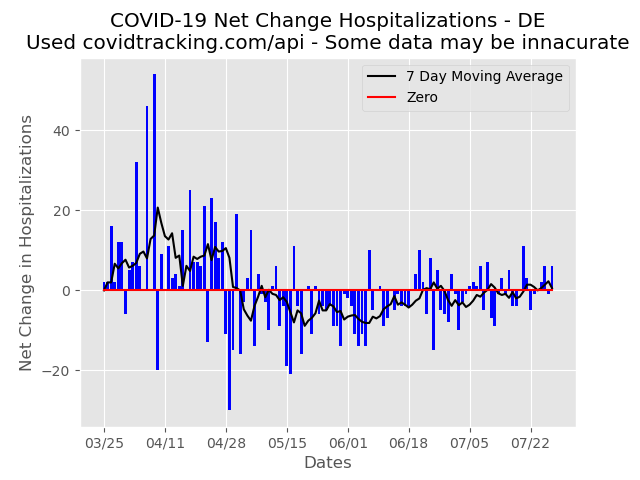 COVID-19 Net Change Hospitalizations - DE
Used covidtracking.com/api - Some data may be innacurate
7 Day Moving Average
Zero
Net Change in Hospitalizations
40
20
0
−20
03/25 04/11 04/28 05/15 06/01 06/18 07/05 07/22
Dates